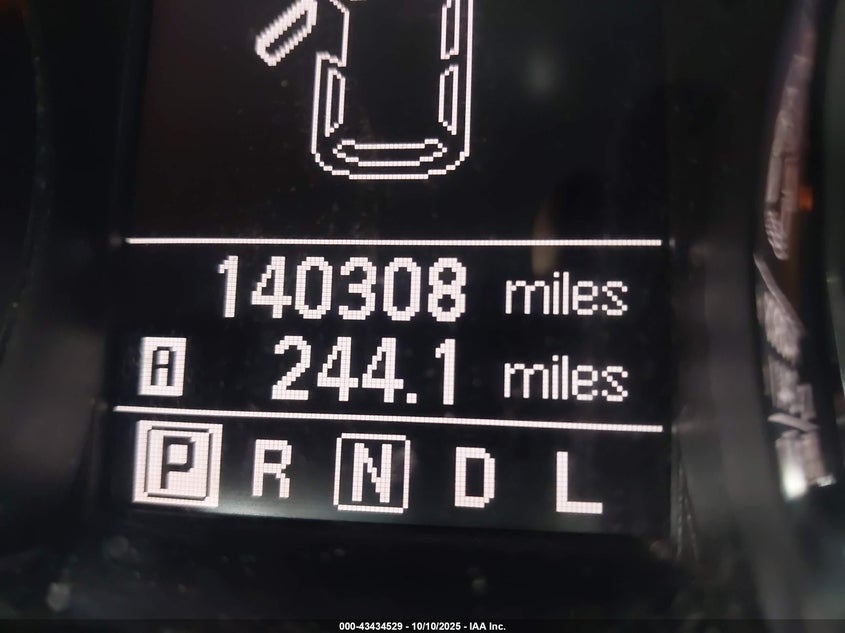 140308 miles
A 244.1 miles
P R N D L
000-43434529 - 10/10/2025 - IAA Inc.